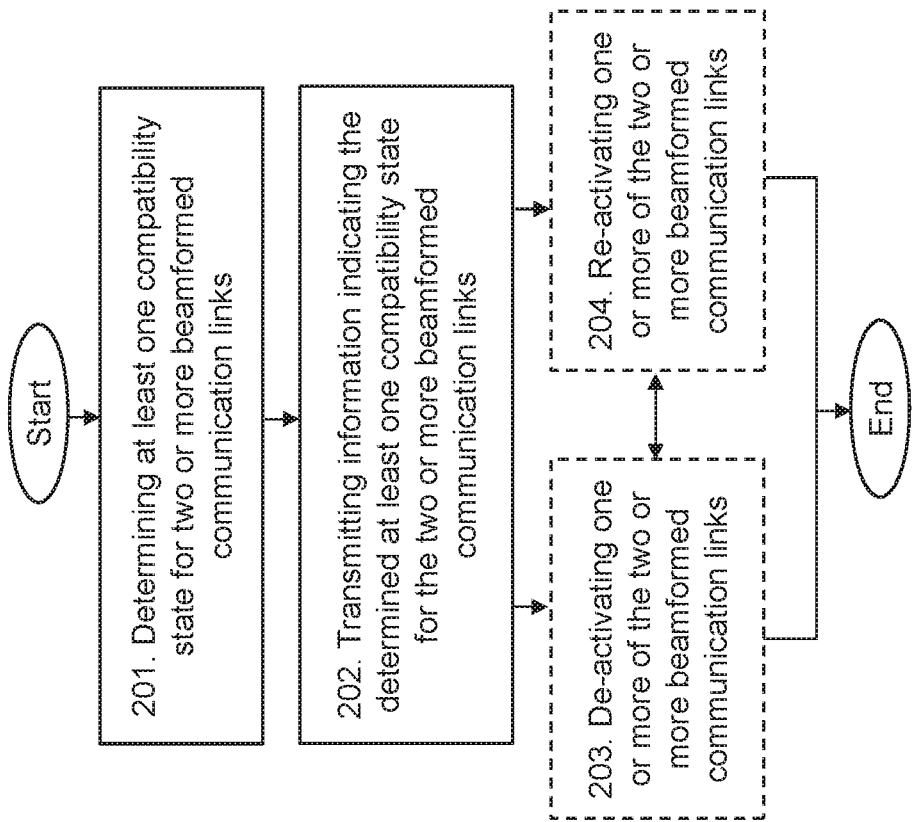 Start
201. Determining at least one compatibility
state for two or more beamformed
communication links
202. Transmitting information indicating the
determined at least one compatibility state
for the two or more beamformed
communication links
203. De-activating one
or more of the two or
more beamformed
communication links
204. Re-activating one
or more of the two or
more beamformed
communication links
End